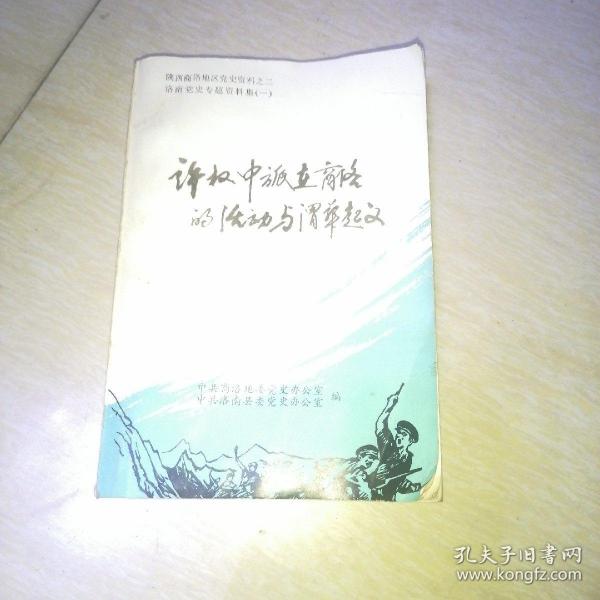 陕西商洛地区党史资料之二
洛南党史专题资料集(一)
许权中旅在商洛
的活动与渭华起义
中共商洛地委党史办公室
中共洛南县委党史办公室 编
孔夫子旧书网
www.kongfz.com